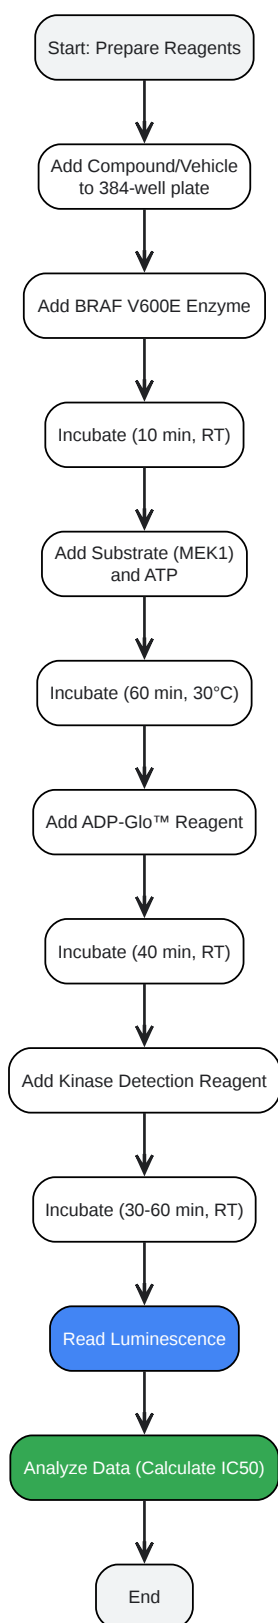 Start: Prepare Reagents
Add Compound/Vehicle
to 384-well plate
Add BRAF V600E Enzyme
Incubate (10 min, RT)
Add Substrate (MEK1)
and ATP
Incubate (60 min, 30°C)
Add ADP-Glo™ Reagent
Incubate (40 min, RT)
Add Kinase Detection Reagent
Incubate (30-60 min, RT)
Read Luminescence
Analyze Data (Calculate IC50)
End